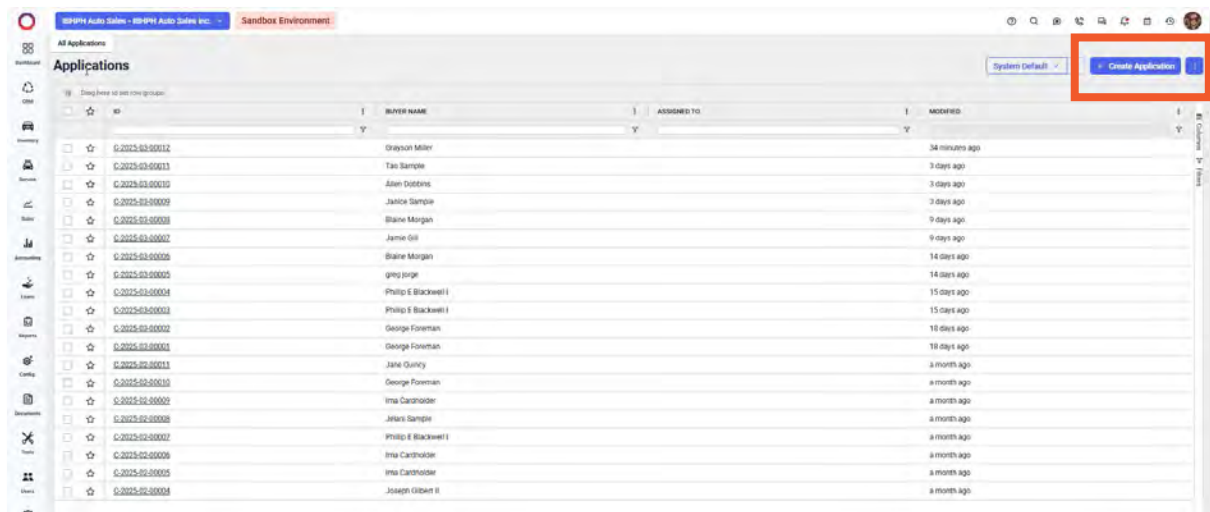 BHPH Auto Sales - BHPH Auto Sales Inc.
Sandbox Environment
Dashboard
CRM
Inventory
Service
Sales
Accounting
Loans
Reports
Config
Documents
Tools
Users
All Applications
Applications
System Default
+ Create Application
Drag here to set row groups
ID BUYER NAME ASSIGNED TO MODIFIED
C-2025-03-00012 Grayson Miller 34 minutes ago
C-2025-03-00011 Tao Sample 3 days ago
C-2025-03-00010 Allen Dobbins 3 days ago
C-2025-03-00009 Janice Sample 3 days ago
C-2025-03-00008 Blaine Morgan 9 days ago
C-2025-03-00007 Jamie Gill 9 days ago
C-2025-03-00006 Blaine Morgan 14 days ago
C-2025-03-00005 greg jorge 14 days ago
C-2025-03-00004 Phillip E Blackwell I 15 days ago
C-2025-03-00003 Phillip E Blackwell I 15 days ago
C-2025-03-00002 George Foreman 18 days ago
C-2025-03-00001 George Foreman 18 days ago
C-2025-02-00011 Jane Quincy a month ago
C-2025-02-00010 George Foreman a month ago
C-2025-02-00009 Ima Cardholder a month ago
C-2025-02-00008 Sample a month ago
C-2025-02-00007 Phillip E Blackwell I a month ago
C-2025-02-00006 Ima Cardholder a month ago
C-2025-02-00005 Ima Cardholder a month ago
C-2025-02-00004 Joseph Gilbert II a month ago
Columns
Filters